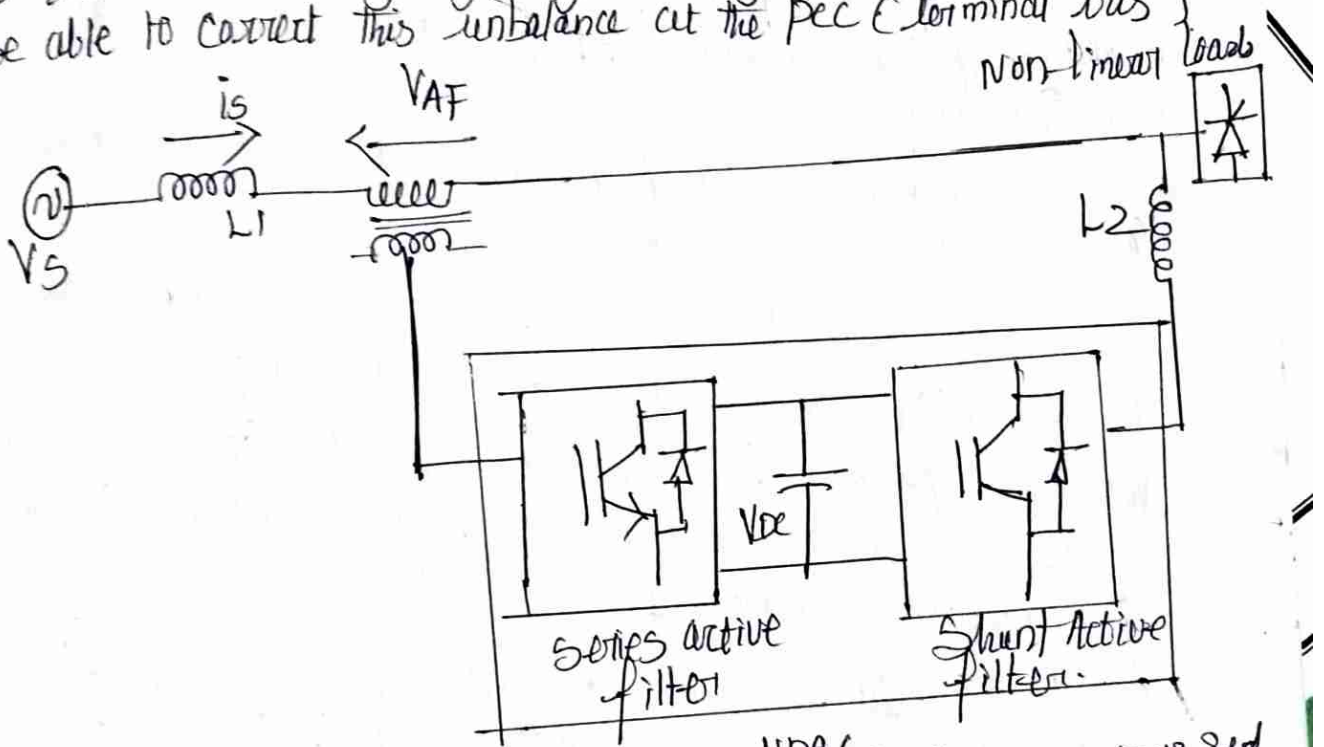 able to correct this unbalance at the pcc (terminal bus }
Non-linear load
is
VAF
L1
VS
L2
VDC
Series active
filter
Shunt Active
filter.